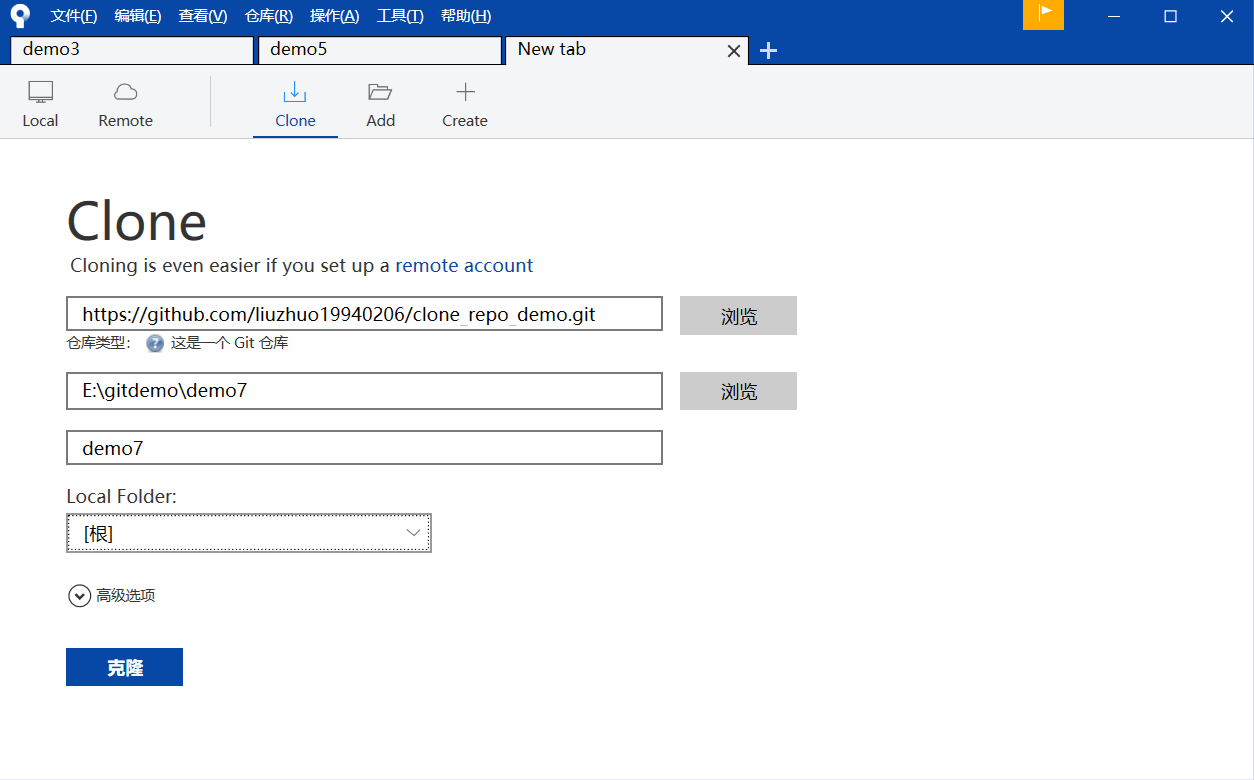 文件(F) 编辑(E) 查看(V) 仓库(R) 操作(A) 工具(T) 帮助(H)
demo3 demo5 New tab
Local Remote Clone Add Create
Clone
Cloning is even easier if you set up a remote account
https://github.com/liuzhuo19940206/clone_repo_demo.git 浏览
仓库类型: ? 这是一个 Git 仓库
E:\gitdemo\demo7 浏览
demo7
Local Folder:
[根]
高级选项
克隆